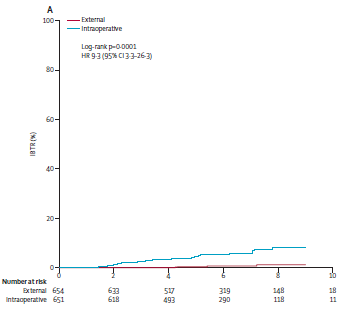 A
100
External
Intraoperative
Log-rank p=0·0001
HR 9·3 (95% CI 3·3–26·3)
80
60
IBTR (%)
40
20
0
0 2 4 6 8 10
Number at risk
External 654 633 517 319 148 18
Intraoperative 651 618 493 290 118 11